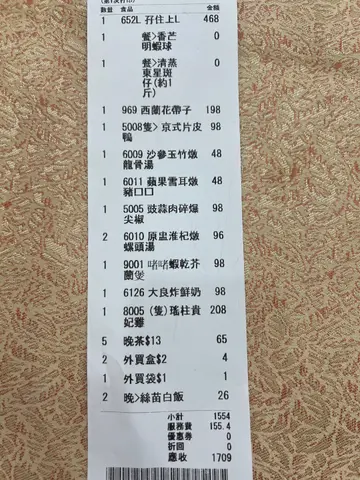 數量 食品 金額
1 652L 孖住上L 468
1 餐>香芒
明蝦球 0
1 餐>清蒸
東星斑
仔(約1
斤) 0
1 969 西蘭花帶子 198
1 5008隻> 京式片皮
鴨 98
1 6009 沙參玉竹燉
龍骨湯 48
1 6011 蘋果雪耳燉
豬口口 48
1 5005 豉蒜肉碎爆
尖椒 98
2 6010 原盅淮杞燉
螺頭湯 96
1 9001 啫啫蝦乾芥
蘭煲 98
1 6126 大良炸鮮奶 98
1 8005 (隻)瑤柱貴
妃雞 208
5 晚茶$13 65
2 外買盒$2 4
1 外買袋$1 1
2 晚>絲苗白飯 26
小計 1554
服務費 155.4
優惠券 0
折回 0
應收 1709